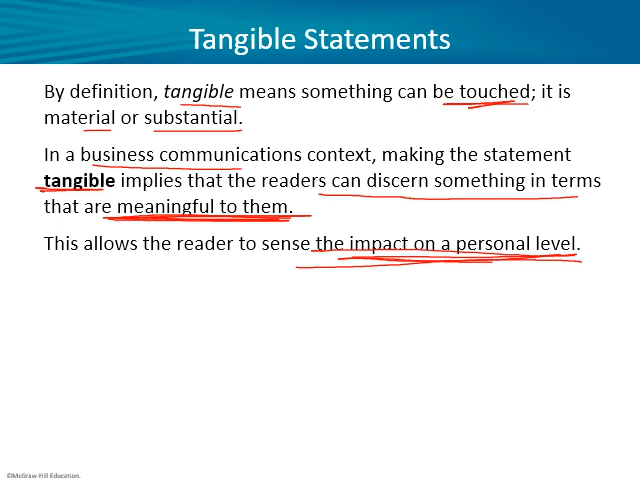 Tangible Statements
By definition, tangible means something can be touched; it is
material or substantial.
In a business communications context, making the statement
tangible implies that the readers can discern something in terms
that are meaningful to them.
This allows the reader to sense the impact on a personal level.
©McGraw-Hill Education.